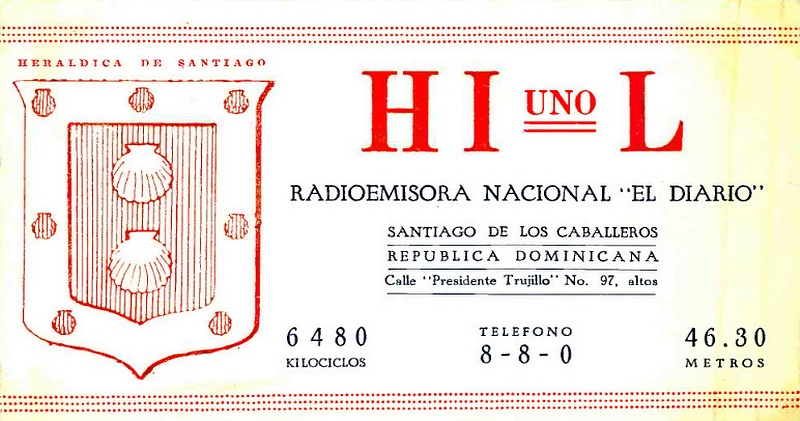 HERALDICA DE SANTIAGO
HI UNO L
RADIOEMISORA NACIONAL "EL DIARIO"
SANTIAGO DE LOS CABALLEROS
REPUBLICA DOMINICANA
Calle "Presidente Trujillo" No. 97, altos
6480
KILOCICLOS
TELEFONO
8-8-0
46.30
METROS